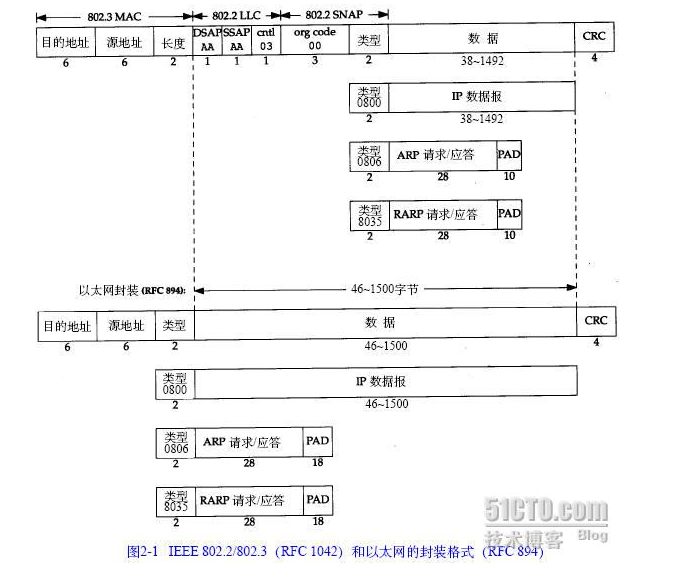 802.3 MAC 802.2 LLC 802.2 SNAP
目的地址 源地址 长度 DSAP AA SSAP AA cntl 03 org code 00 类型 数 据 CRC
6 6 2 1 1 1 3 2 38~1492 4
类型 0800 IP 数据报
2 38~1492
类型 0806 ARP 请求/应答 PAD
2 28 10
类型 8035 RARP 请求/应答 PAD
2 28 10
以太网封装(RFC 894): 46~1500字节
目的地址 源地址 类型 数 据 CRC
6 6 2 46~1500 4
类型 0800 IP 数据报
2 46~1500
类型 0806 ARP 请求/应答 PAD
2 28 18
类型 8035 RARP 请求/应答 PAD
2 28 18
51CTO.com
技术博客 Blog
图2-1 IEEE 802.2/802.3（RFC 1042）和以太网的封装格式（RFC 894）